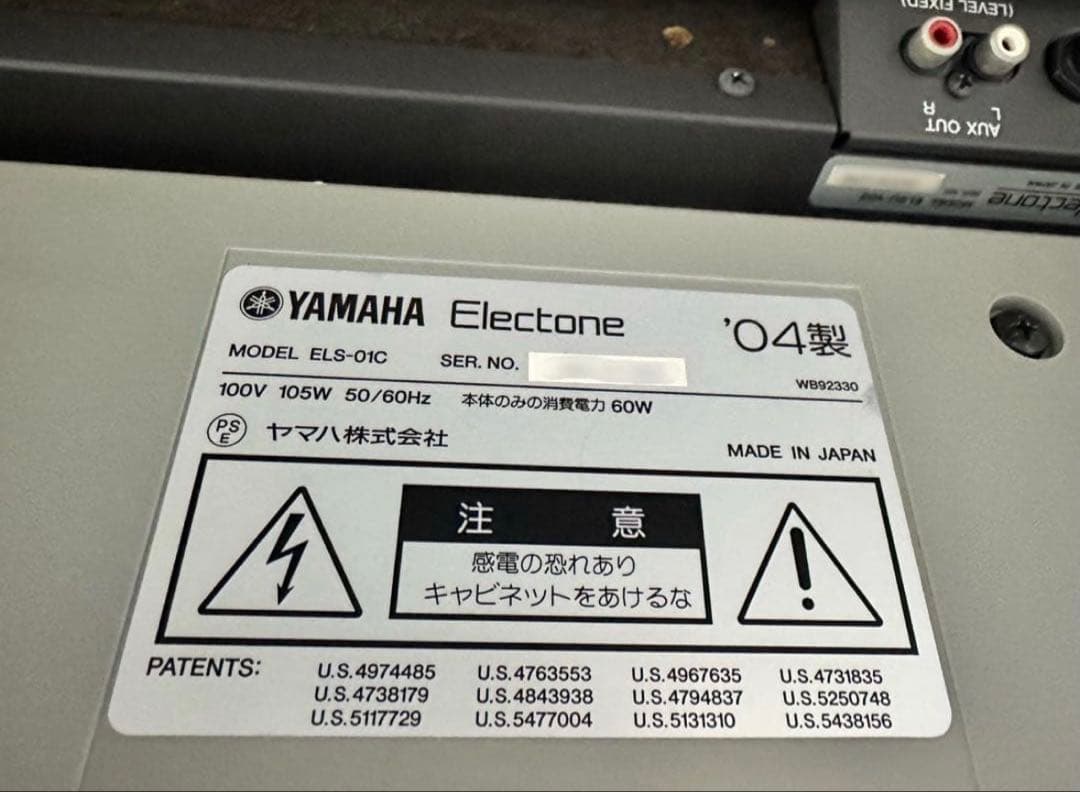 (LEVEL FIXED)
R L
AUX OUT
Electone
YAMAHA Electone '04製
MODEL ELS-01C SER. NO.
WB92330
100V 105W 50/60Hz 本体のみの消費電力 60W
PSE ヤマハ株式会社
MADE IN JAPAN
注 意
感電の恐れあり
キャビネットをあけるな
PATENTS: U.S.4974485 U.S.4763553 U.S.4967635 U.S.4731835
U.S.4738179 U.S.4843938 U.S.4794837 U.S.5250748
U.S.5117729 U.S.5477004 U.S.5131310 U.S.5438156